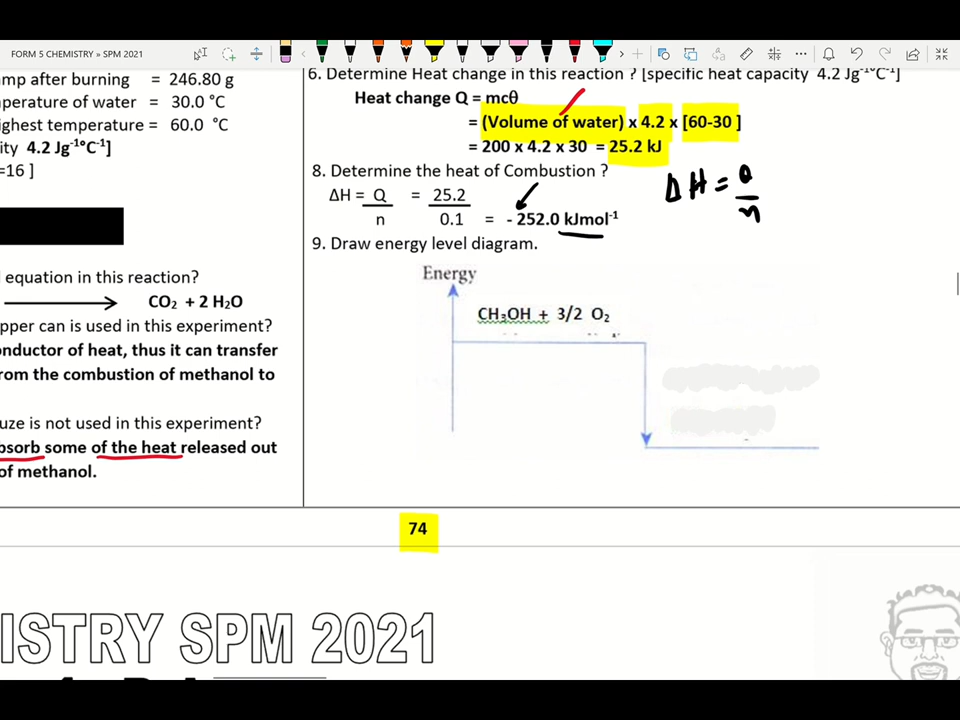 FORM 5 CHEMISTRY » SPM 2021
amp after burning = 246.80 g
perature of water = 30.0 °C
ighest temperature = 60.0 °C
ity 4.2 Jg⁻¹°C⁻¹]
=16 ]
l equation in this reaction?
CO₂ + 2 H₂O
pper can is used in this experiment?
onductor of heat, thus it can transfer
rom the combustion of methanol to
uze is not used in this experiment?
bsorb some of the heat released out
of methanol.
6. Determine Heat change in this reaction ? [specific heat capacity 4.2 Jg⁻¹°C⁻¹]
Heat change Q = mcθ
= (Volume of water) x 4.2 x [60-30 ]
= 200 x 4.2 x 30 = 25.2 kJ
8. Determine the heat of Combustion ?
ΔH = Q = 25.2
n 0.1 = - 252.0 kJmol⁻¹
ΔH = Q
n
9. Draw energy level diagram.
Energy
CH₃OH + 3/2 O₂
74
ISTRY SPM 2021